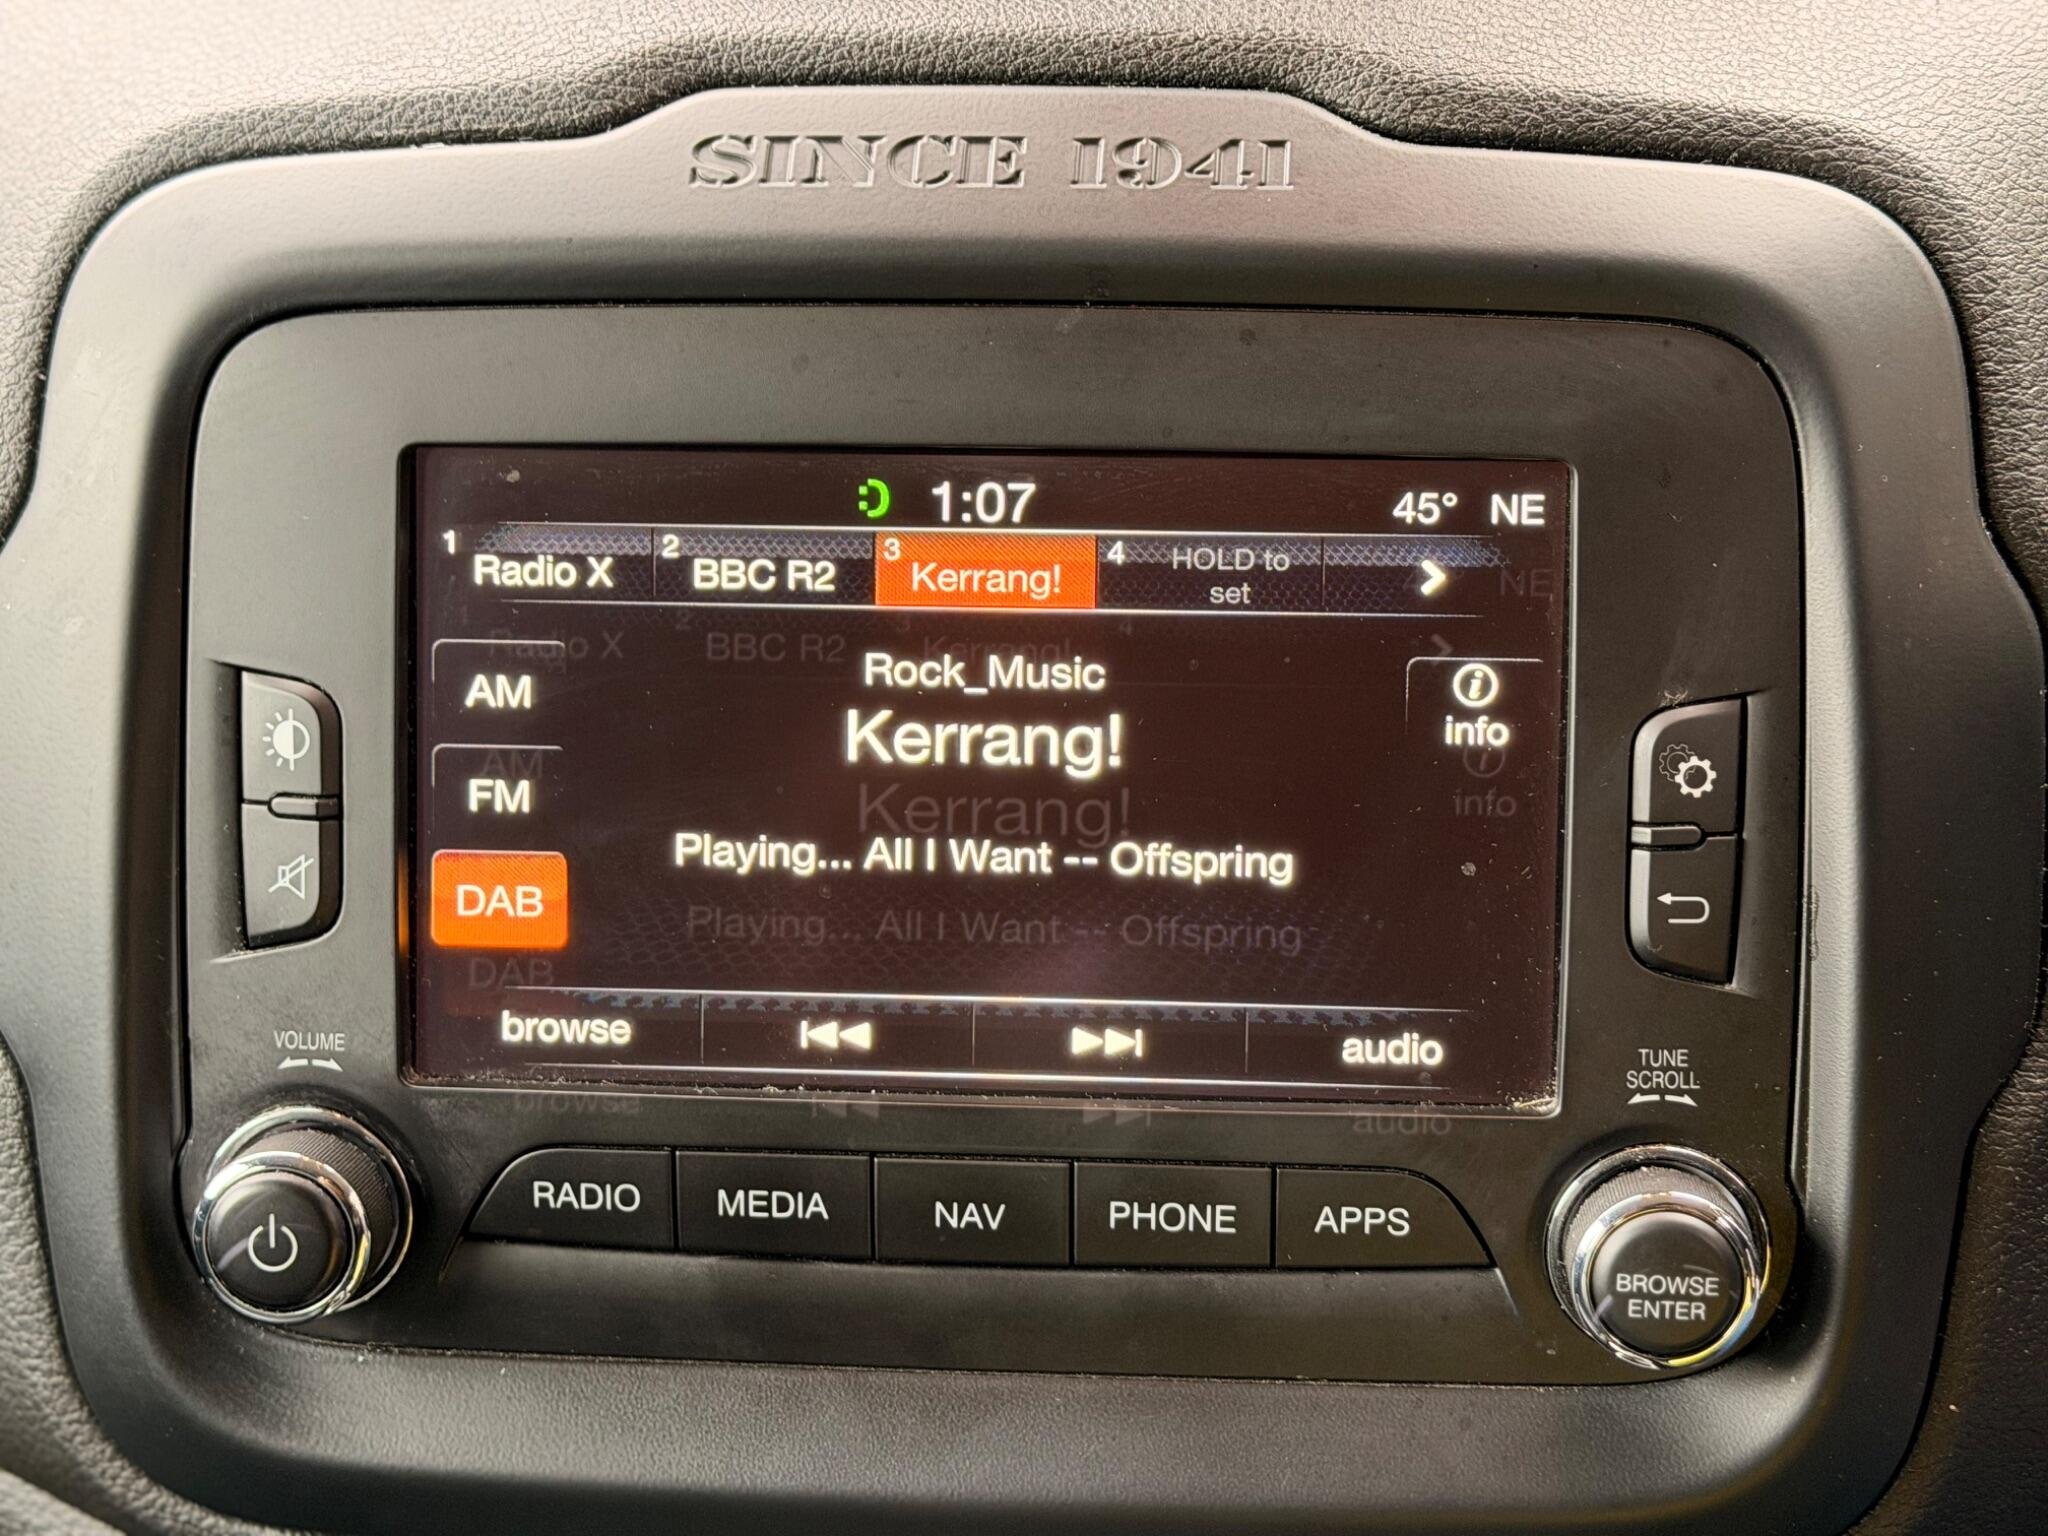 SINCE 1941
1:07
45° NE
1 Radio X
2 BBC R2
3 Kerrang!
4 HOLD to
set
Rock_Music
AM
info
Kerrang!
FM
Playing... All I Want -- Offspring
DAB
browse
audio
VOLUME
TUNE
SCROLL
RADIO
MEDIA
NAV
PHONE
APPS
BROWSE
ENTER